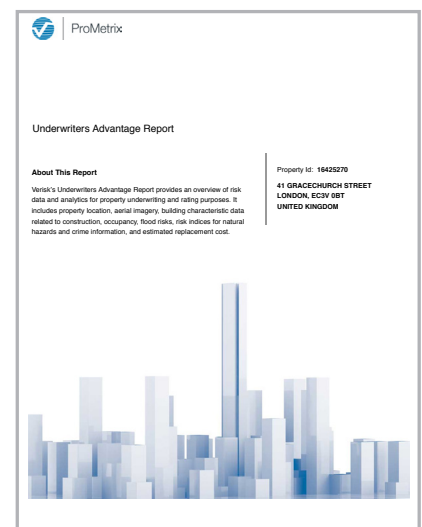 ProMetrix
Underwriters Advantage Report
About This Report
Verisk's Underwriters Advantage Report provides an overview of risk
data and analytics for property underwriting and rating purposes. It
includes property location, aerial imagery, building characteristic data
related to construction, occupancy, flood risks, risk indices for natural
hazards and crime information, and estimated replacement cost.
Property Id: 16425270
41 GRACECHURCH STREET
LONDON, EC3V 0BT
UNITED KINGDOM